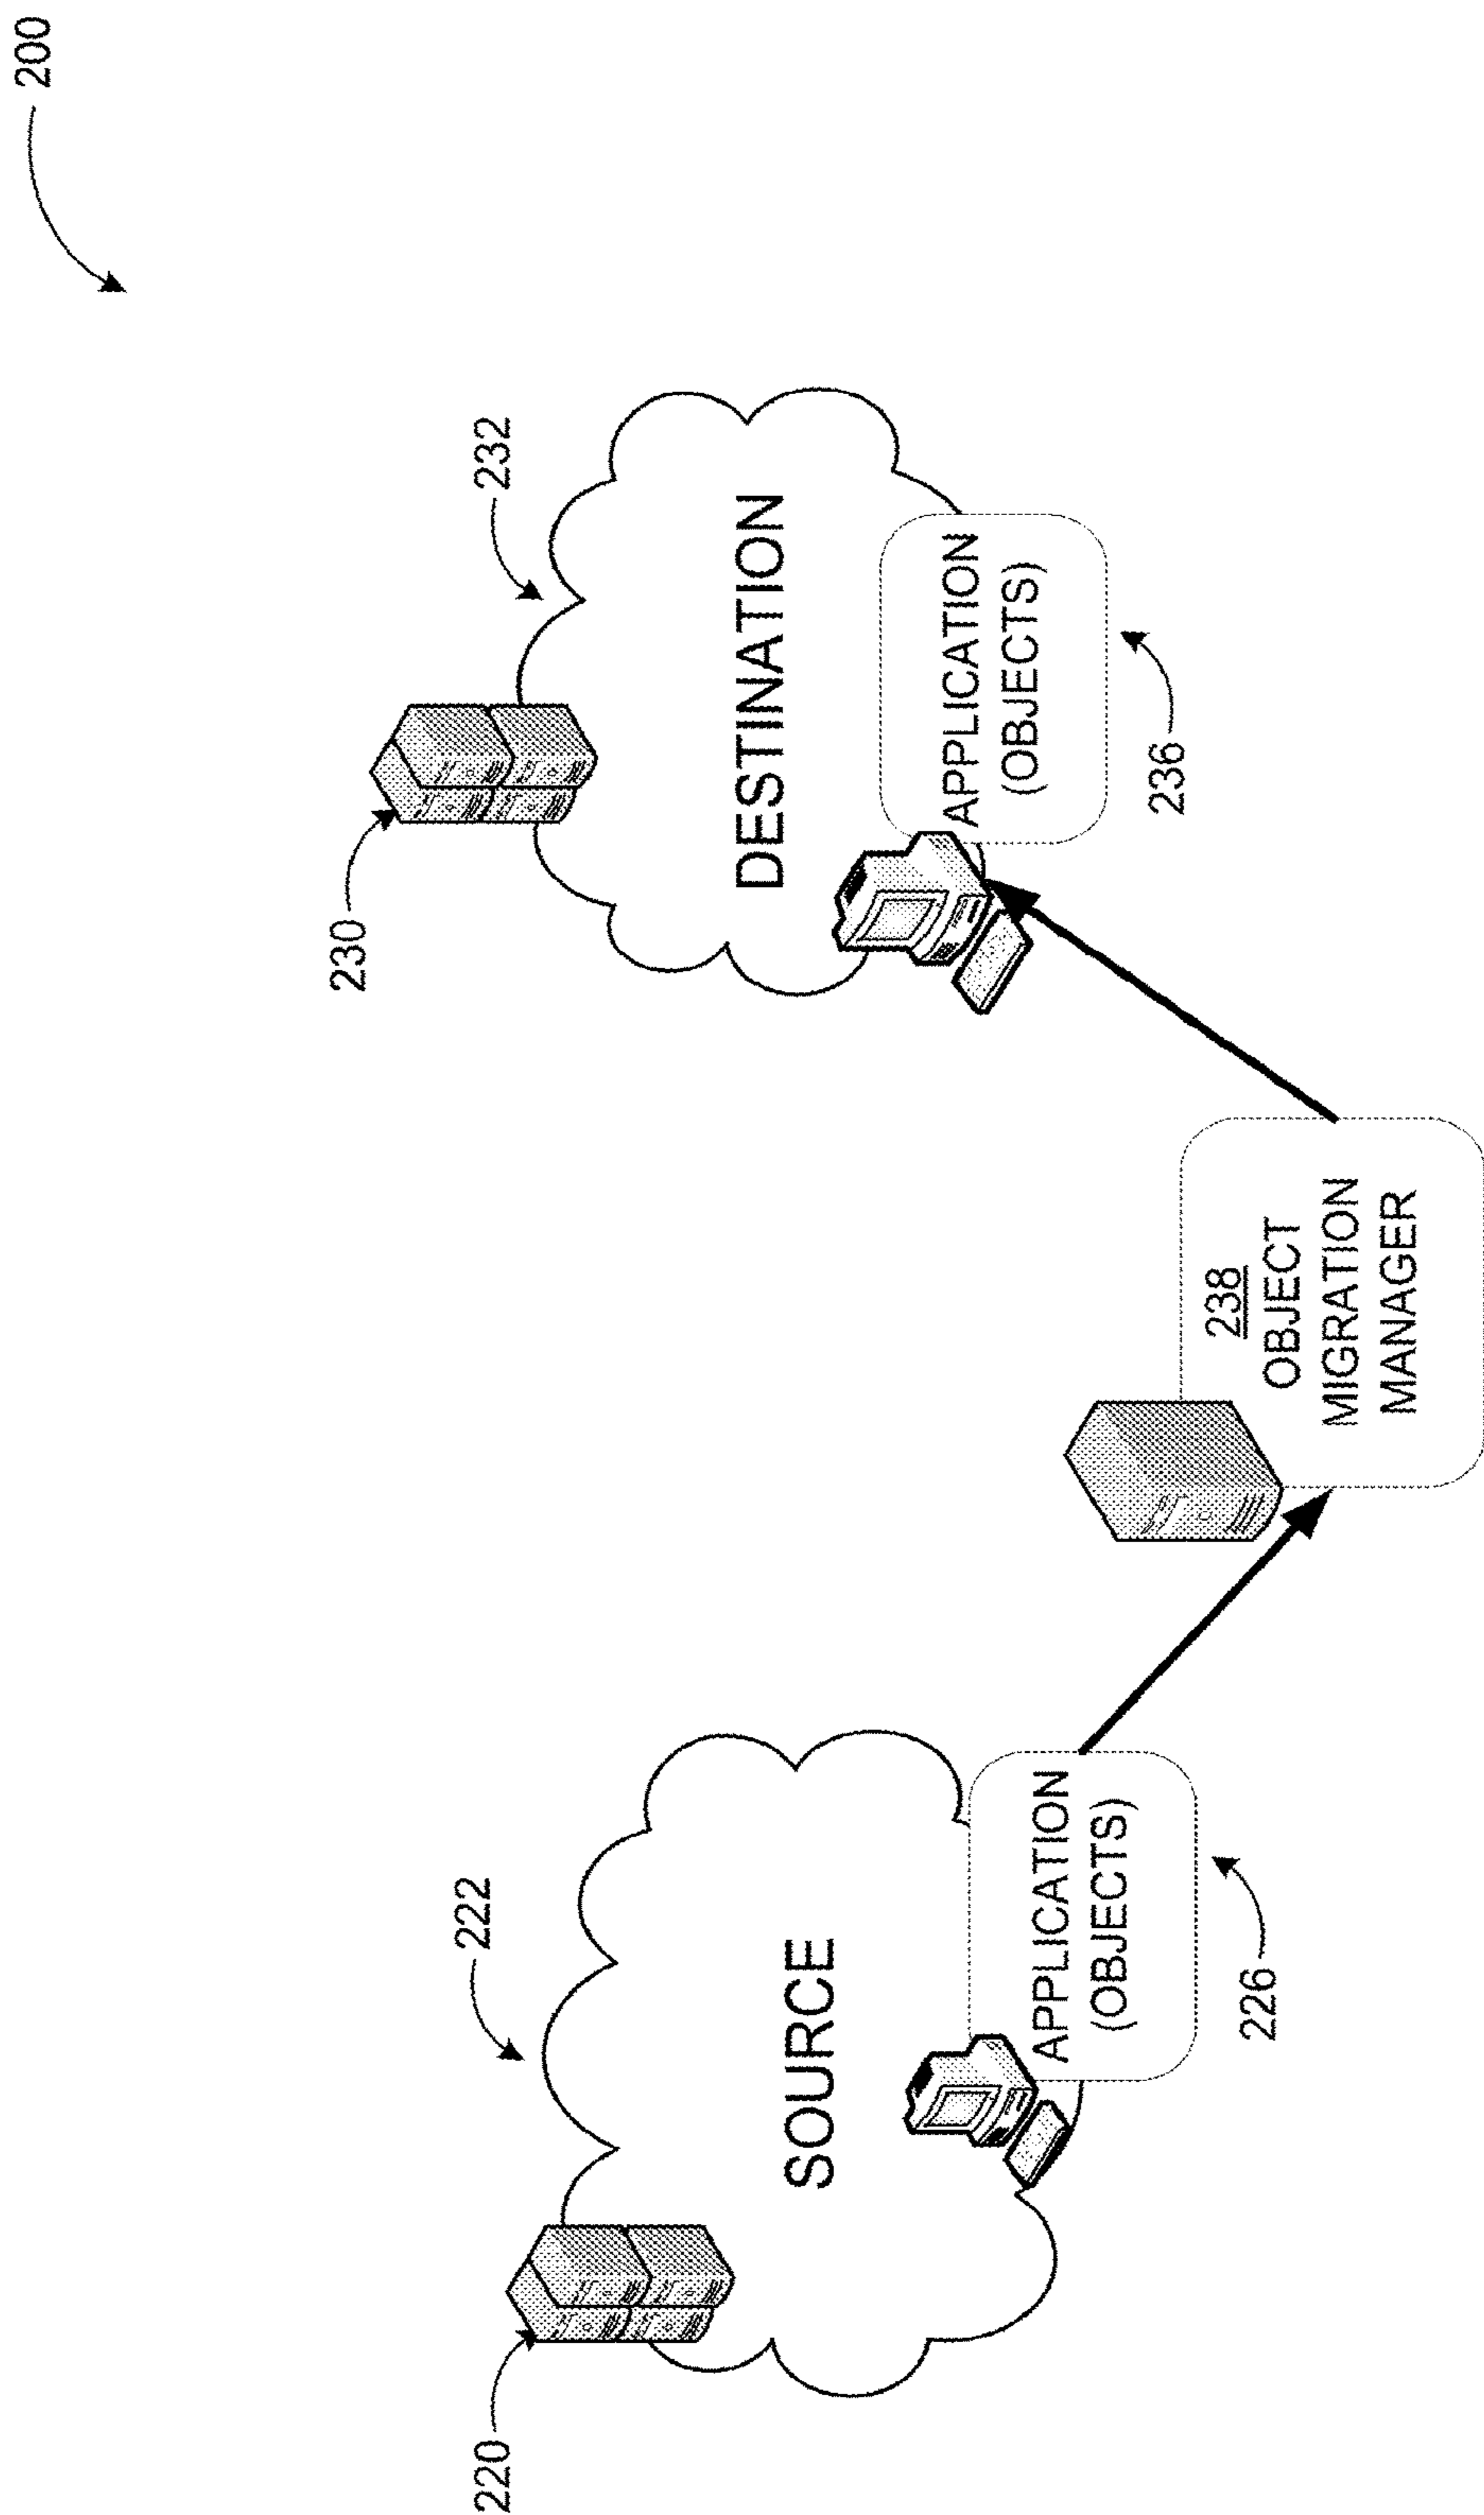 200
220
222
SOURCE
APPLICATION
(OBJECTS)
226
238
OBJECT
MIGRATION
MANAGER
230
232
DESTINATION
APPLICATION
(OBJECTS)
236